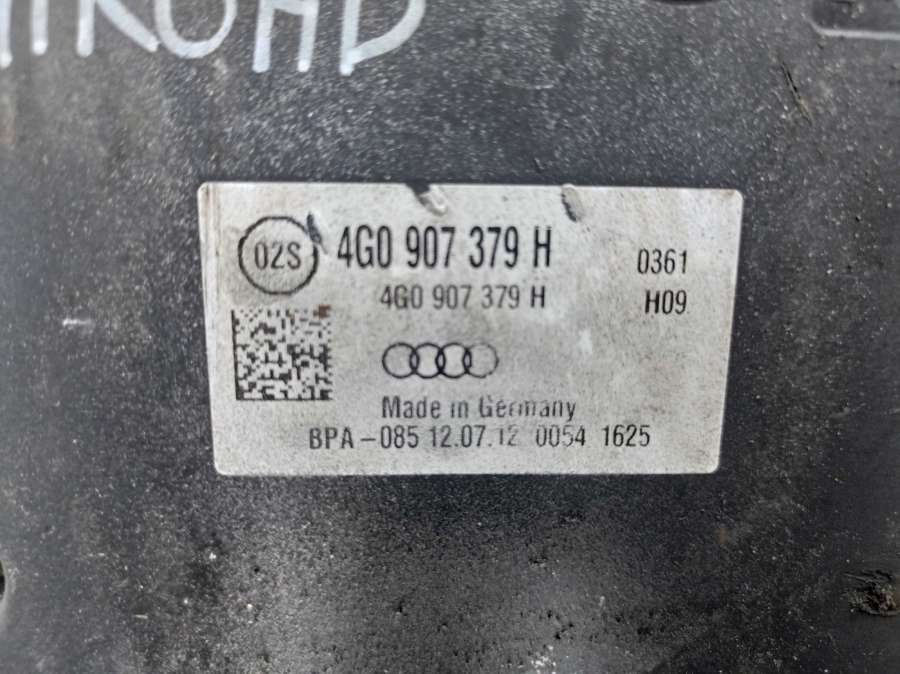 02S 4G0 907 379 H 0361
4G0 907 379 H H09
Made in Germany
BPA-085 12.07.12 0054 1625